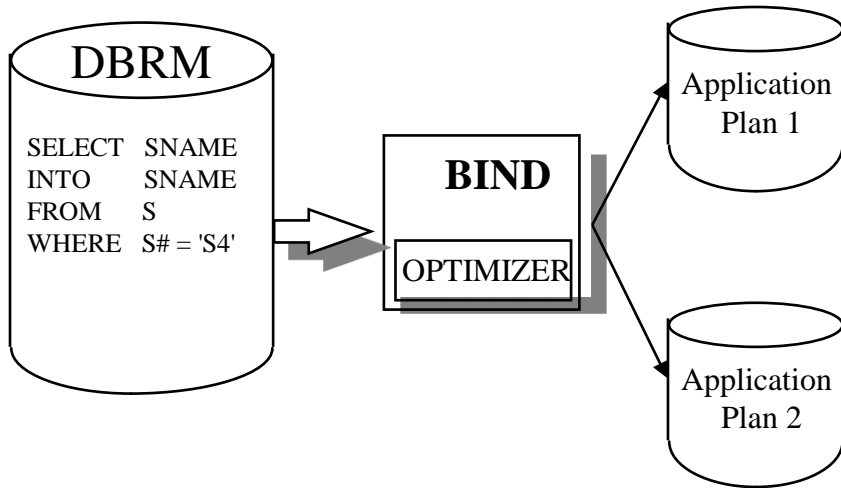 DBRM
SELECT SNAME
INTO SNAME
FROM S
WHERE S# = 'S4'
BIND
OPTIMIZER
Application
Plan 1
Application
Plan 2